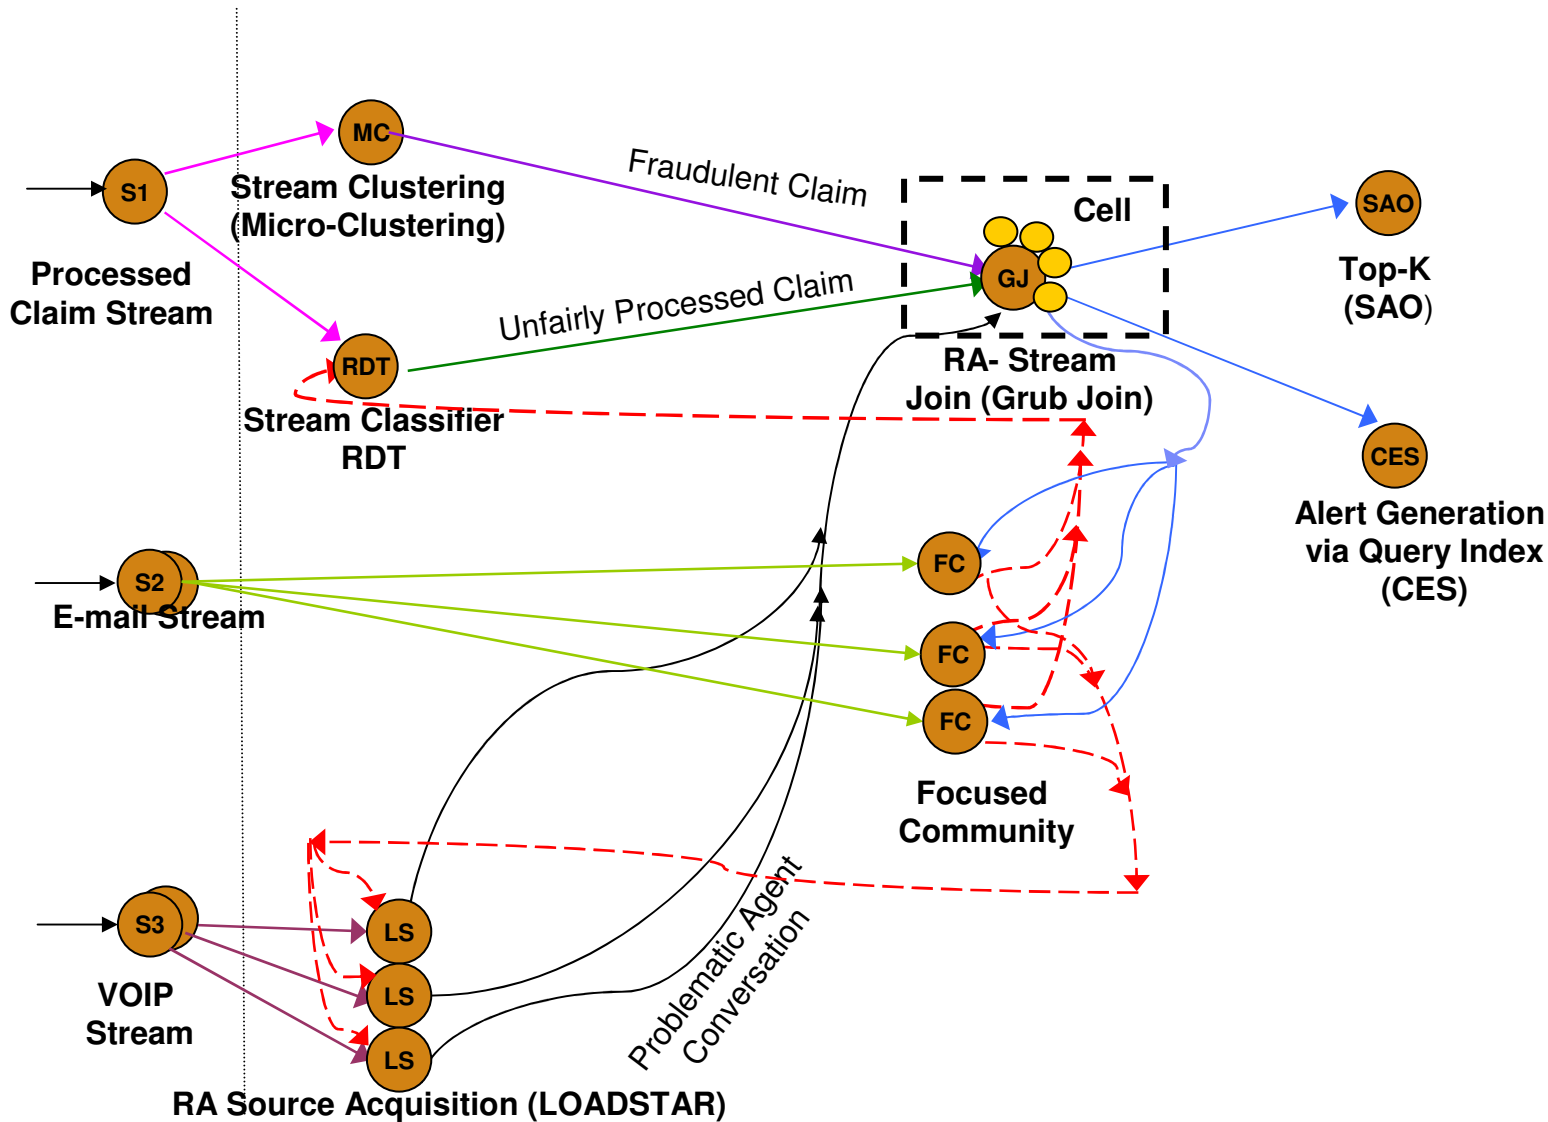 MC
S1
Stream Clustering
(Micro-Clustering)
Processed
Claim Stream
Fraudulent Claim
Unfairly Processed Claim
Cell
GJ
RA- Stream
Join (Grub Join)
SAO
Top-K
(SAO)
RDT
Stream Classifier
RDT
CES
Alert Generation
via Query Index
(CES)
S2
E-mail Stream
FC
FC
FC
Focused
Community
S3
VOIP
Stream
LS
LS
LS
Problematic Agent
Conversation
RA Source Acquisition (LOADSTAR)